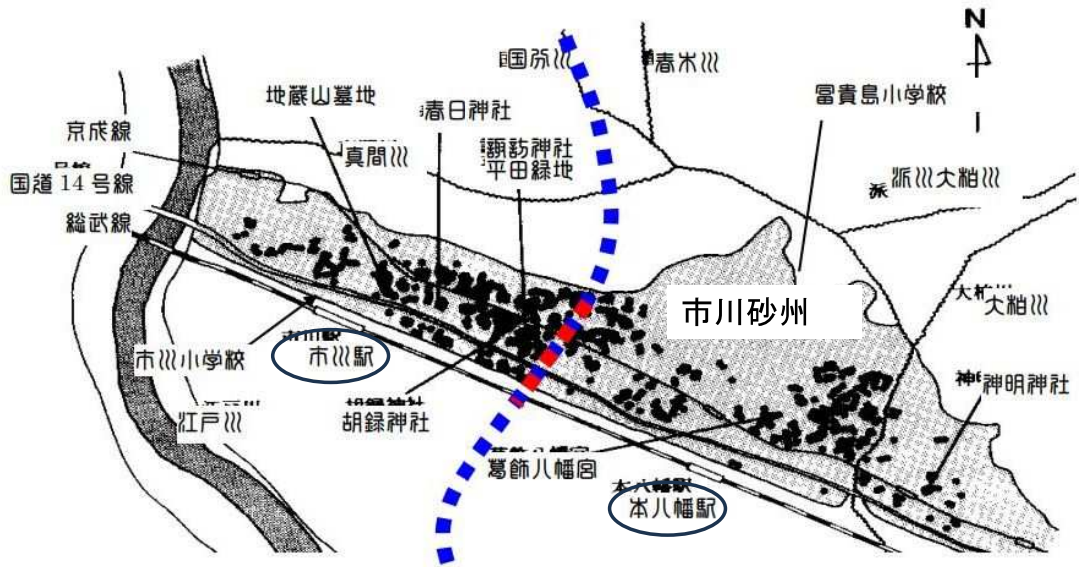 N
国分川
春木川
地蔵山墓地
春日神社
冨貴島小学校
京成線
真間川
諏訪神社
平田緑地
国道14号線
派川大柏川
総武線
大柏川
市川砂州
市川小学校
市川駅
神明神社
江戸川
胡録神社
葛飾八幡宮
本八幡駅